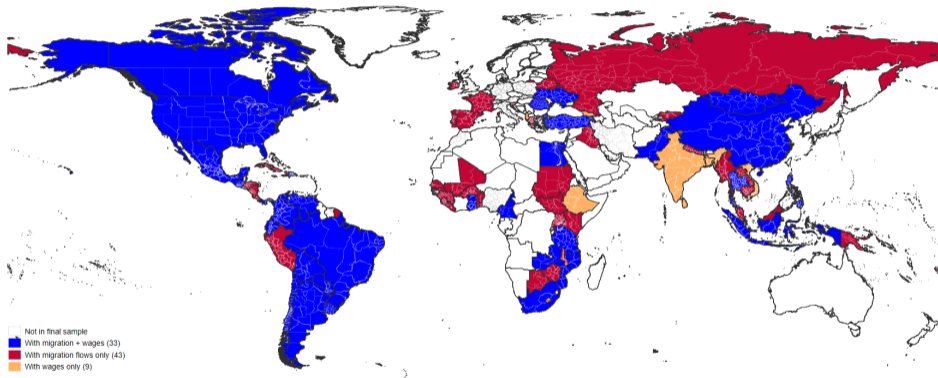 Not in final sample
With migration + wages (33)
With migration flows only (43)
With wages only (9)